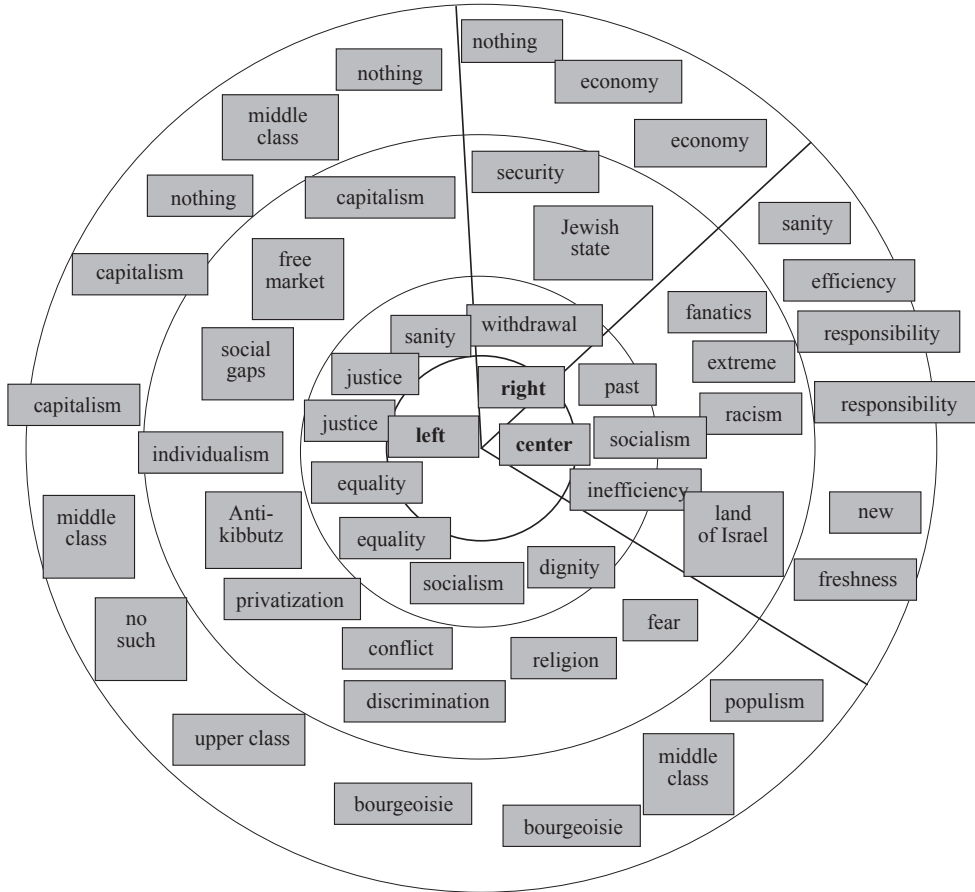 nothing
nothing
economy
middle
class
economy
security
nothing
capitalism
sanity
Jewish
state
free
market
capitalism
efficiency
fanatics
withdrawal
sanity
responsibility
social
gaps
extreme
justice
right
past
capitalism
responsibility
racism
justice
left
center
socialism
individualism
equality
inefficiency
middle
class
Anti-
kibbutz
land
of Israel
new
equality
socialism
dignity
freshness
privatization
no
such
fear
conflict
religion
discrimination
populism
upper class
middle
class
bourgeoisie
bourgeoisie